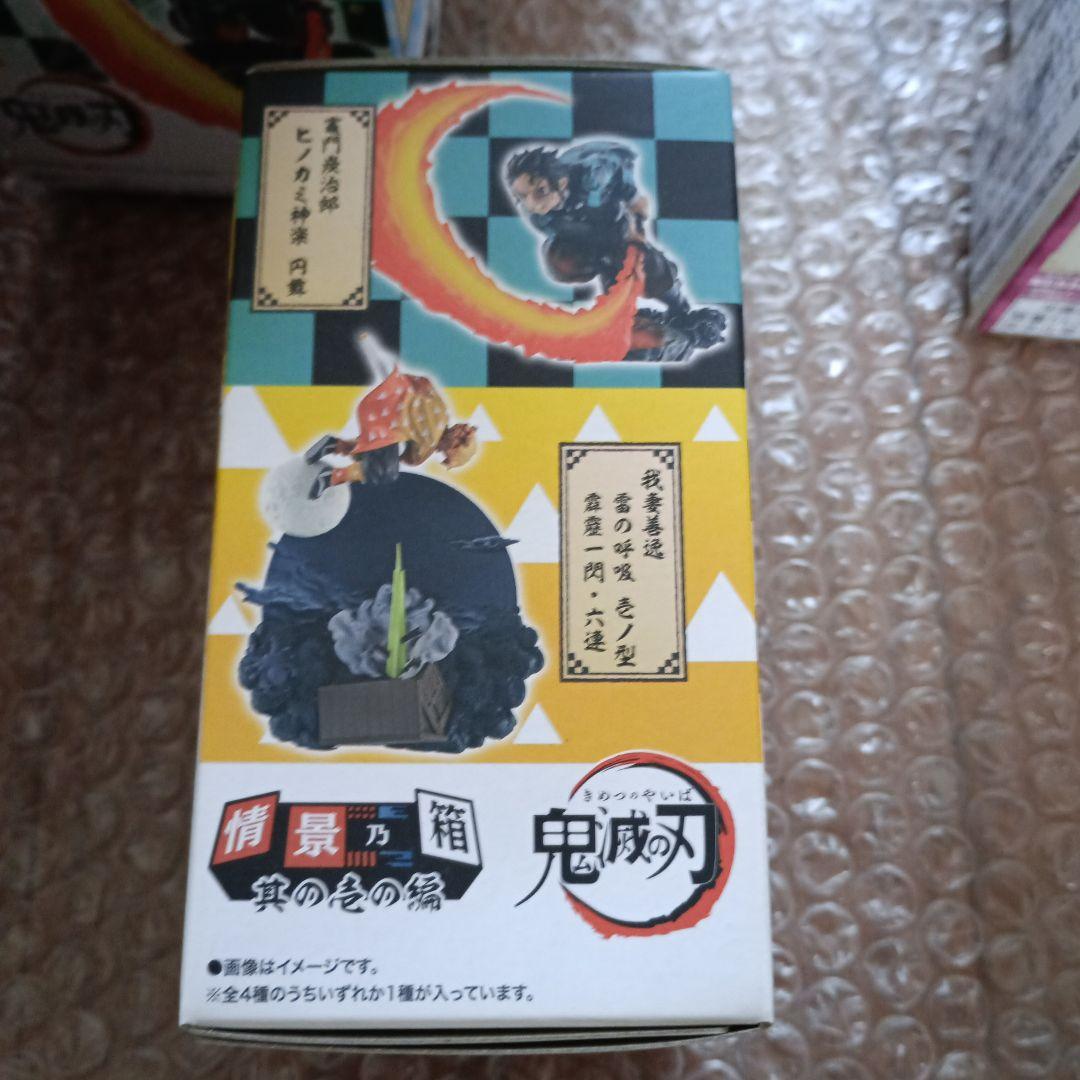 竈門炭治郎
ヒノカミ神楽 円舞
我妻善逸
雷の呼吸 壱ノ型
霹靂一閃・六連
情景乃箱
其の壱の編
きめつのやいば
鬼滅の刃
●画像はイメージです。
※全4種のうちいずれか1種が入っています。
鬼滅の刃